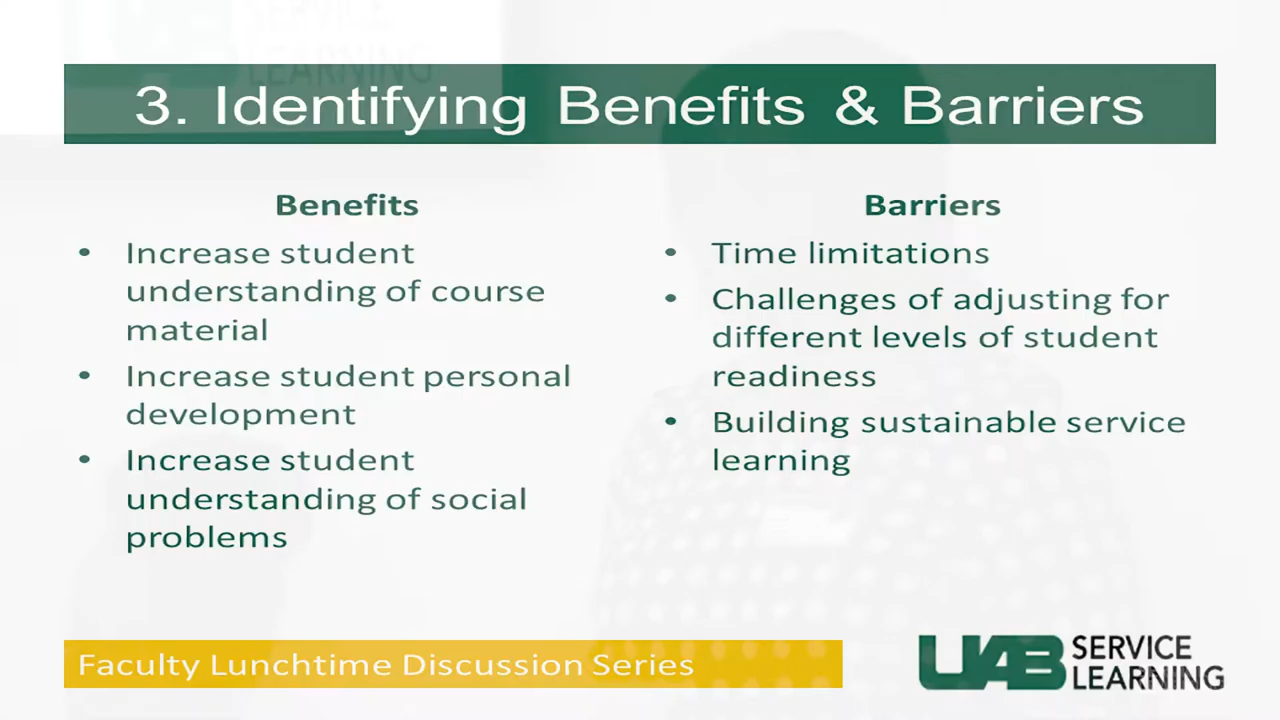 SERVICE
LEARNING
3. Identifying Benefits & Barriers
Benefits
• Increase student
understanding of course
material
• Increase student personal
development
• Increase student
understanding of social
problems
Barriers
• Time limitations
• Challenges of adjusting for
different levels of student
readiness
• Building sustainable service
learning
Faculty Lunchtime Discussion Series
UAB SERVICE
LEARNING